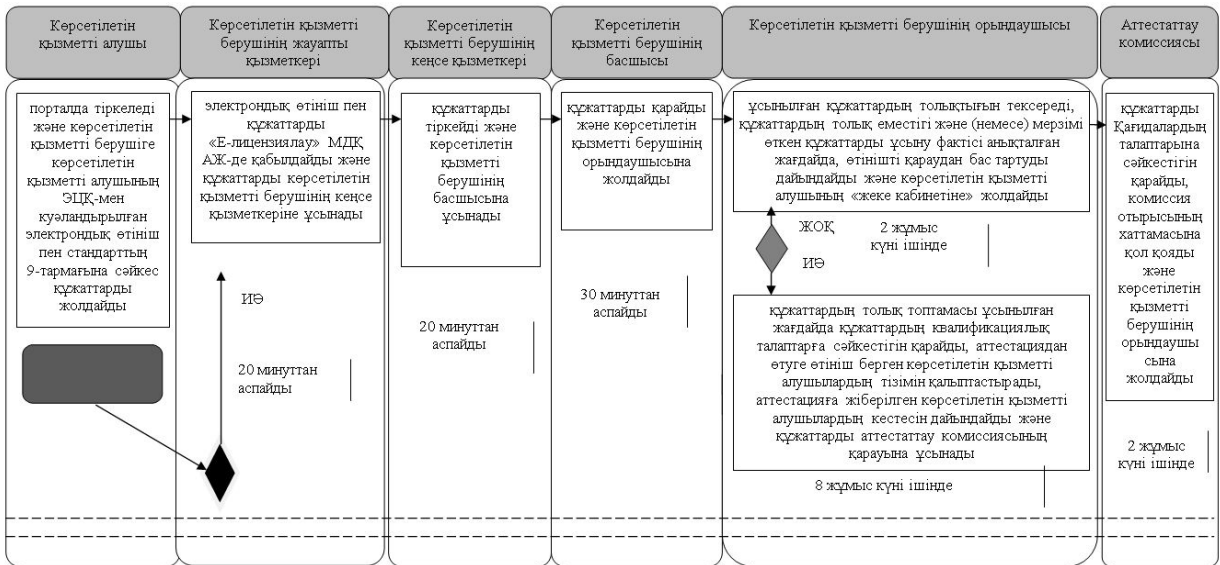 Көрсетілетін
қызметті алушы
Көрсетілетін қызметті
берушінің жауапты
қызметкері
Көрсетілетін
қызметті берушінің
кеңсе қызметкері
Көрсетілетін
қызметті берушінің
басшысы
Көрсетілетін қызметті берушінің орындаушысы
Аттестаттау
комиссиясы
порталда тіркеледі
және көрсетілетін
қызметті берушіге
көрсетілетін
қызметті алушының
ЭЦҚ-мен
куәландырылған
электрондық өтініш
пен стандарттың
9-тармағына сәйкес
құжаттарды
жолдайды
электрондық өтініш пен
құжаттарды
«Е-лицензиялау» МДҚ
АЖ-де қабылдайды және
құжаттарды көрсетілетін
қызметті берушінің кеңсе
қызметкеріне ұсынады
ИӘ
20 минуттан
аспайды
құжаттарды
тіркейді және
көрсетілетін
қызметті
берушінің
басшысына
ұсынады
20 минуттан
аспайды
құжаттарды қарайды
және көрсетілетін
қызметті берушінің
орындаушысына
жолдайды
30 минуттан
аспайды
ұсынылған құжаттардың толықтығын тексереді,
құжаттардың толық еместігі және (немесе) мерзімі
өткен құжаттарды ұсыну фактісі анықталған
жағдайда, өтінішті қараудан бас тартуды
дайындайды және көрсетілетін қызметті
алушының «жеке кабинетіне» жолдайды
ЖОҚ
ИӘ
2 жұмыс
күні ішінде
құжаттардың толық топтамасы ұсынылған
жағдайда құжаттардың квалификациялық
талаптарға сәйкестігін қарайды, аттестациядан
өтуге өтініш берген көрсетілетін қызметті
алушылардың тізімін қалыптастырады,
аттестацияға жіберілген көрсетілетін қызметті
алушылардың кестесін дайындайды және
құжаттарды аттестаттау комиссиясының
қарауына ұсынады
8 жұмыс күні ішінде
құжаттарды
Қағидалардың
талаптарына
сәйкестігін
қарайды,
комиссия
отырысының
хаттамасына
қол қояды
және
көрсетілетін
қызметті
берушінің
орындаушы
сына
жолдайды
2 жұмыс
күні ішінде